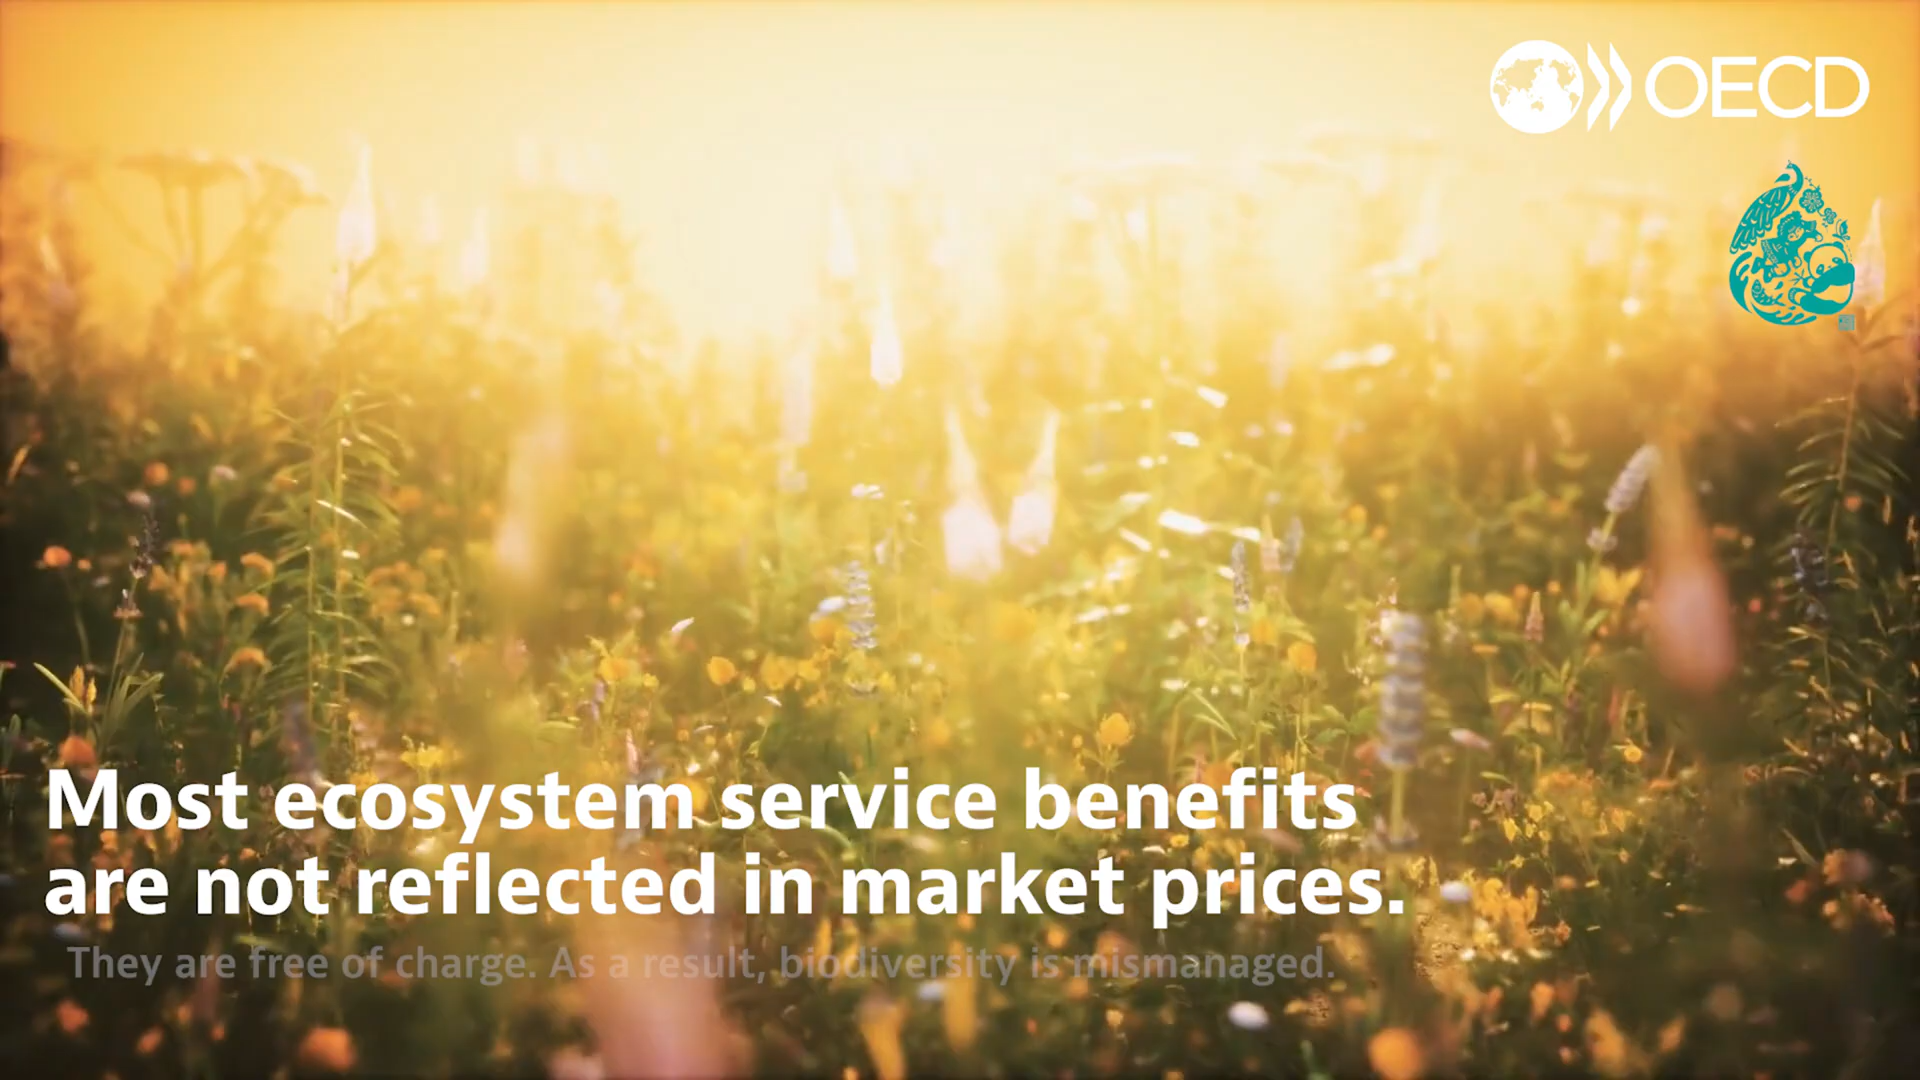 OECD
Most ecosystem service benefits
are not reflected in market prices.
They are free of charge. As a result, biodiversity is mismanaged.